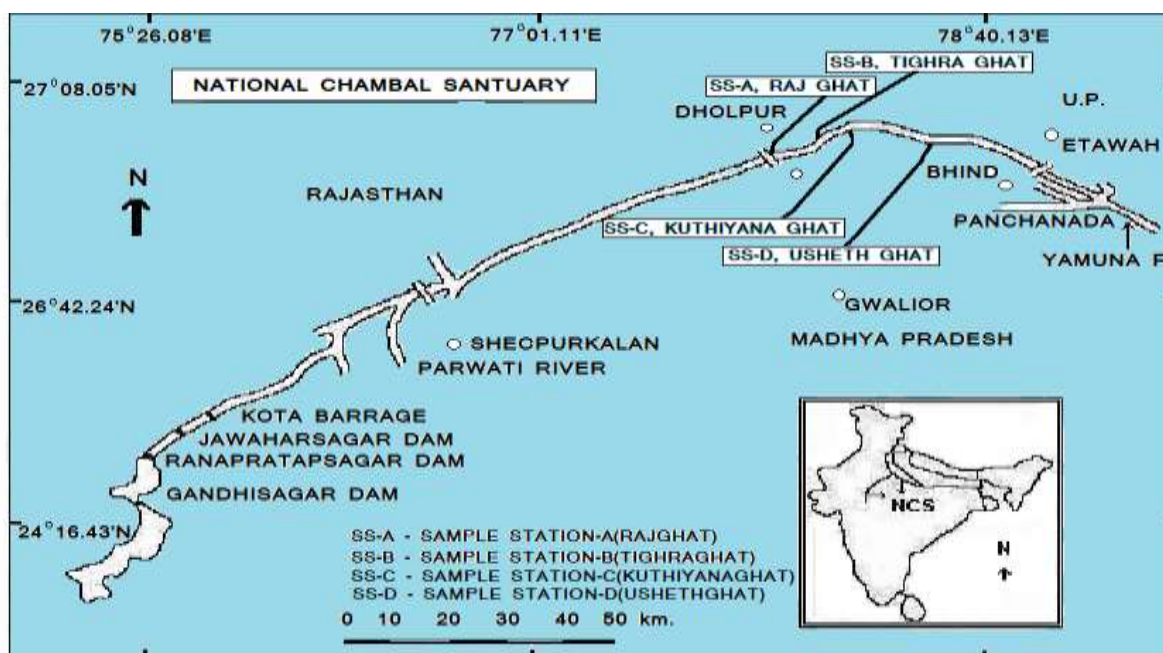 75°26.08'E
77°01.11'E
78°40.13'E
27°08.05'N
NATIONAL CHAMBAL SANTUARY
SS-B, TIGHRA GHAT
SS-A, RAJ GHAT
DHOLPUR
U.P.
ETAWAH
N
RAJASTHAN
BHIND
SS-C, KUTHIYANA GHAT
PANCHANADA
SS-D, USHETH GHAT
YAMUNA R
26°42.24'N
GWALIOR
SHECPURKALAN
MADHYA PRADESH
PARWATI RIVER
KOTA BARRAGE
JAWAHARSAGAR DAM
RANAPRATAPSAGAR DAM
GANDHISAGAR DAM
NCS
24°16.43'N
SS-A - SAMPLE STATION-A(RAJGHAT)
SS-B - SAMPLE STATION-B(TIGHRAGHAT)
SS-C - SAMPLE STATION-C(KUTHIYANAGHAT)
SS-D - SAMPLE STATION-D(USHETHGHAT)
N
0 10 20 30 40 50 km.